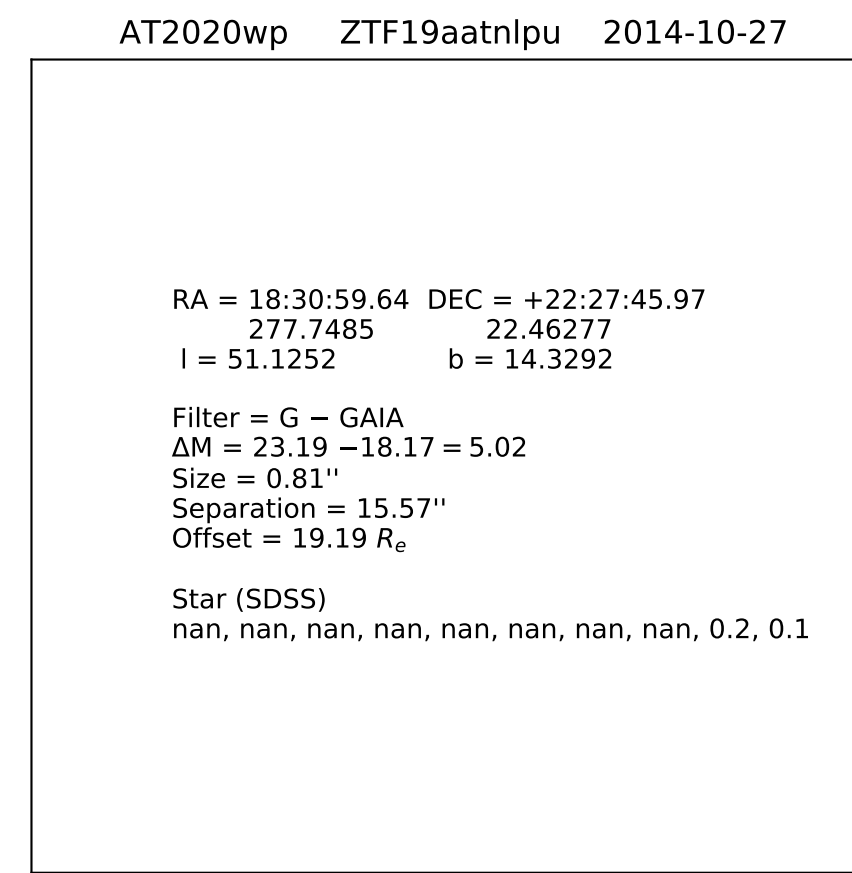 AT2020wp ZTF19aatnlpu 2014-10-27
RA = 18:30:59.64 DEC = +22:27:45.97
277.7485 22.46277
l = 51.1252 b = 14.3292
Filter = G − GAIA
ΔM = 23.19 −18.17 = 5.02
Size = 0.81''
Separation = 15.57''
Offset = 19.19 Re
Star (SDSS)
nan, nan, nan, nan, nan, nan, nan, nan, 0.2, 0.1